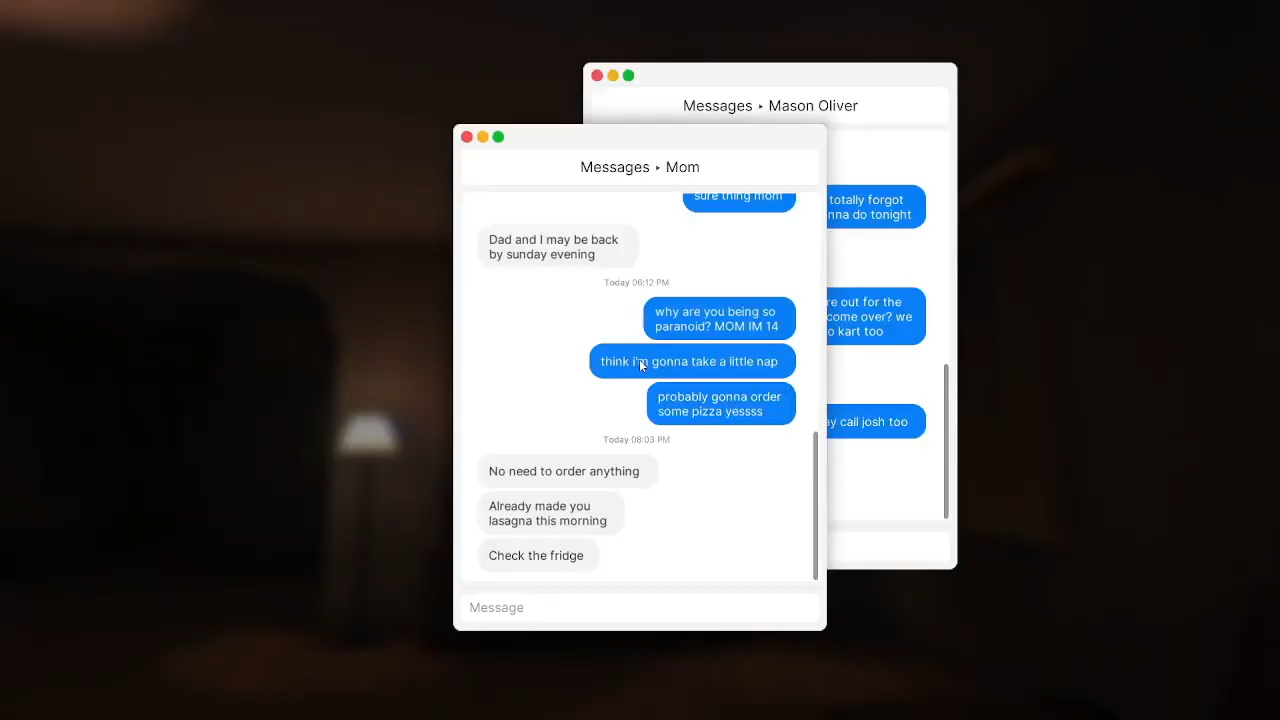 Messages ▸ Mason Oliver
totally forgot
nna do tonight
re out for the
come over? we
o kart too
ay call josh too
Messages ▸ Mom
sure thing mom
Dad and I may be back
by sunday evening
Today 06:12 PM
why are you being so
paranoid? MOM IM 14
think i'm gonna take a little nap
probably gonna order
some pizza yessss
Today 08:03 PM
No need to order anything
Already made you
lasagna this morning
Check the fridge
Message